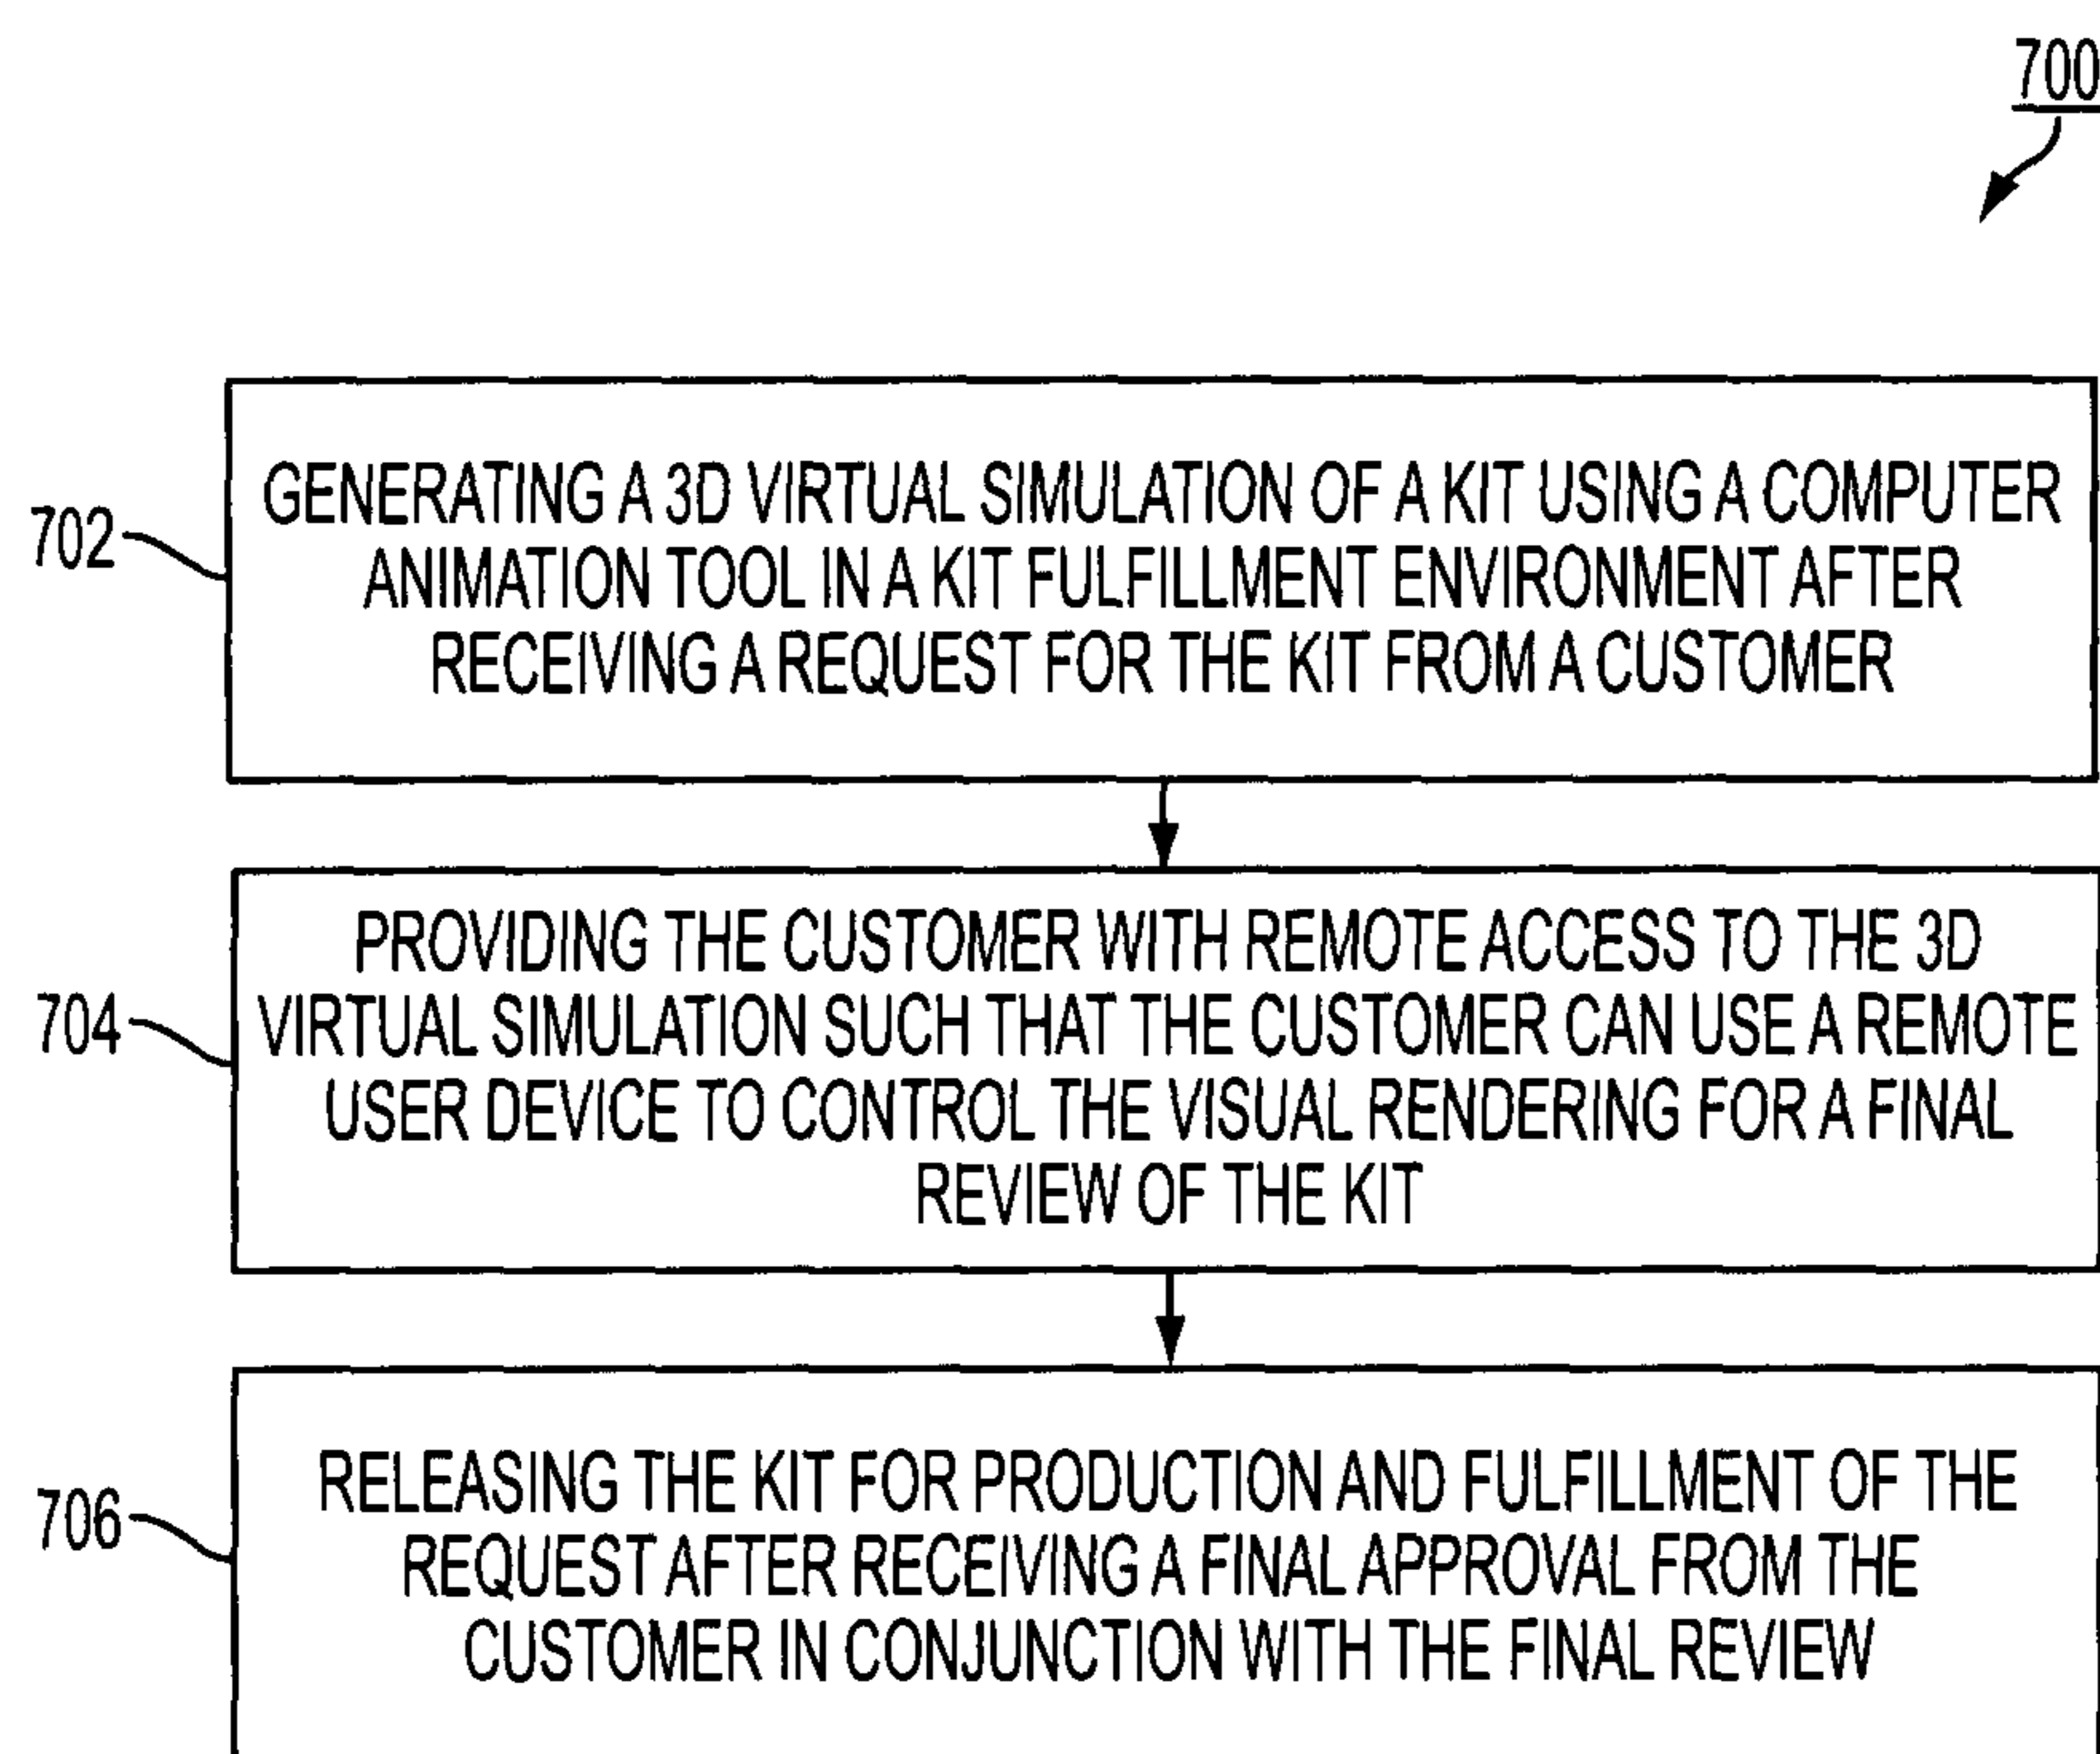 700
702
GENERATING A 3D VIRTUAL SIMULATION OF A KIT USING A COMPUTER
ANIMATION TOOL IN A KIT FULFILLMENT ENVIRONMENT AFTER
RECEIVING A REQUEST FOR THE KIT FROM A CUSTOMER
704
PROVIDING THE CUSTOMER WITH REMOTE ACCESS TO THE 3D
VIRTUAL SIMULATION SUCH THAT THE CUSTOMER CAN USE A REMOTE
USER DEVICE TO CONTROL THE VISUAL RENDERING FOR A FINAL
REVIEW OF THE KIT
706
RELEASING THE KIT FOR PRODUCTION AND FULFILLMENT OF THE
REQUEST AFTER RECEIVING A FINAL APPROVAL FROM THE
CUSTOMER IN CONJUNCTION WITH THE FINAL REVIEW